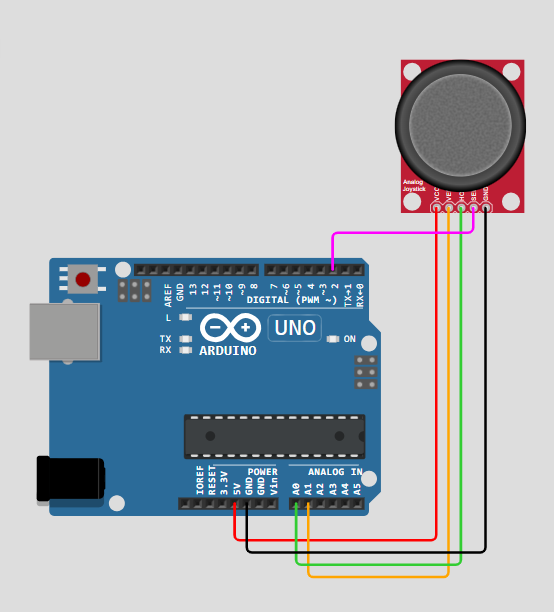 Analog
Joystick
VCC
VERT
HORZ
SEL
GND
AREF
GND
13
12
~11
~10
~9
8
7
~6
~5
4
~3
2
TX→1
RX←0
DIGITAL (PWM ~)
L
TX
RX
UNO
ARDUINO
ON
POWER
ANALOG IN
IOREF
RESET
3.3V
5V
GND
GND
Vin
A0
A1
A2
A3
A4
A5